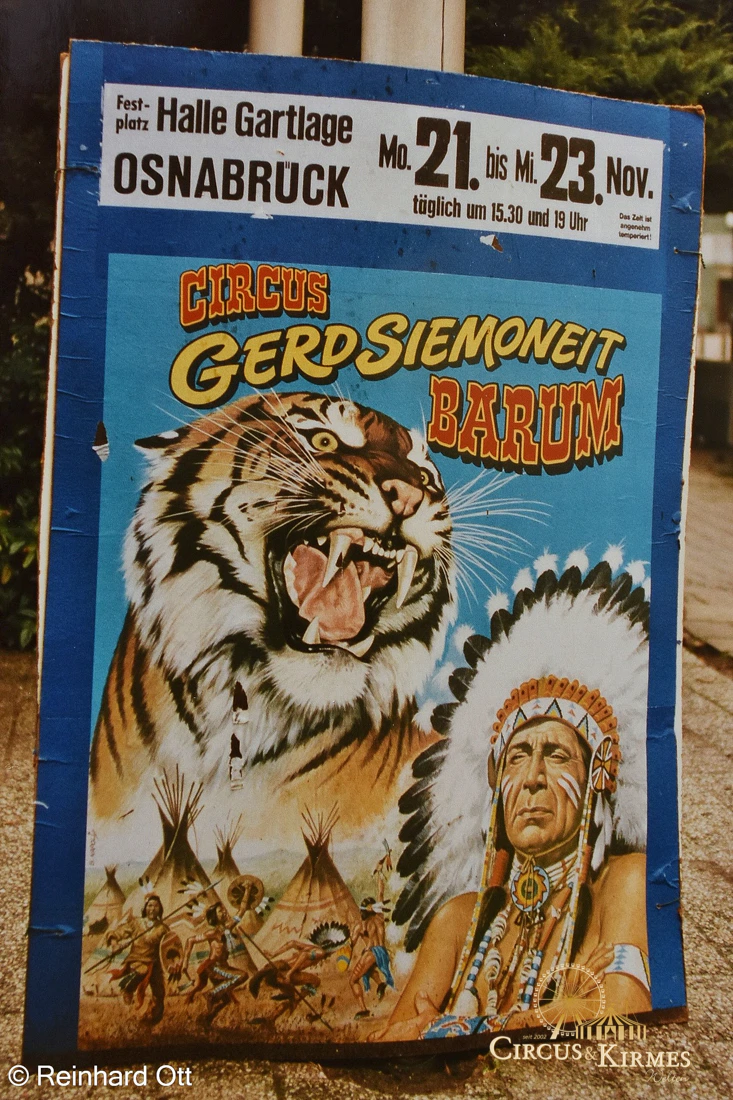 Fest-
platz Halle Gartlage
OSNABRÜCK
Mo. 21. bis Mi. 23. Nov.
täglich um 15.30 und 19 Uhr
Das Zelt ist
angenehm
temperiert!
CIRCUS
GERD SIEMONEIT
BARUM
seit 2002
CIRCUS & KIRMES
Welten
© Reinhard Ott